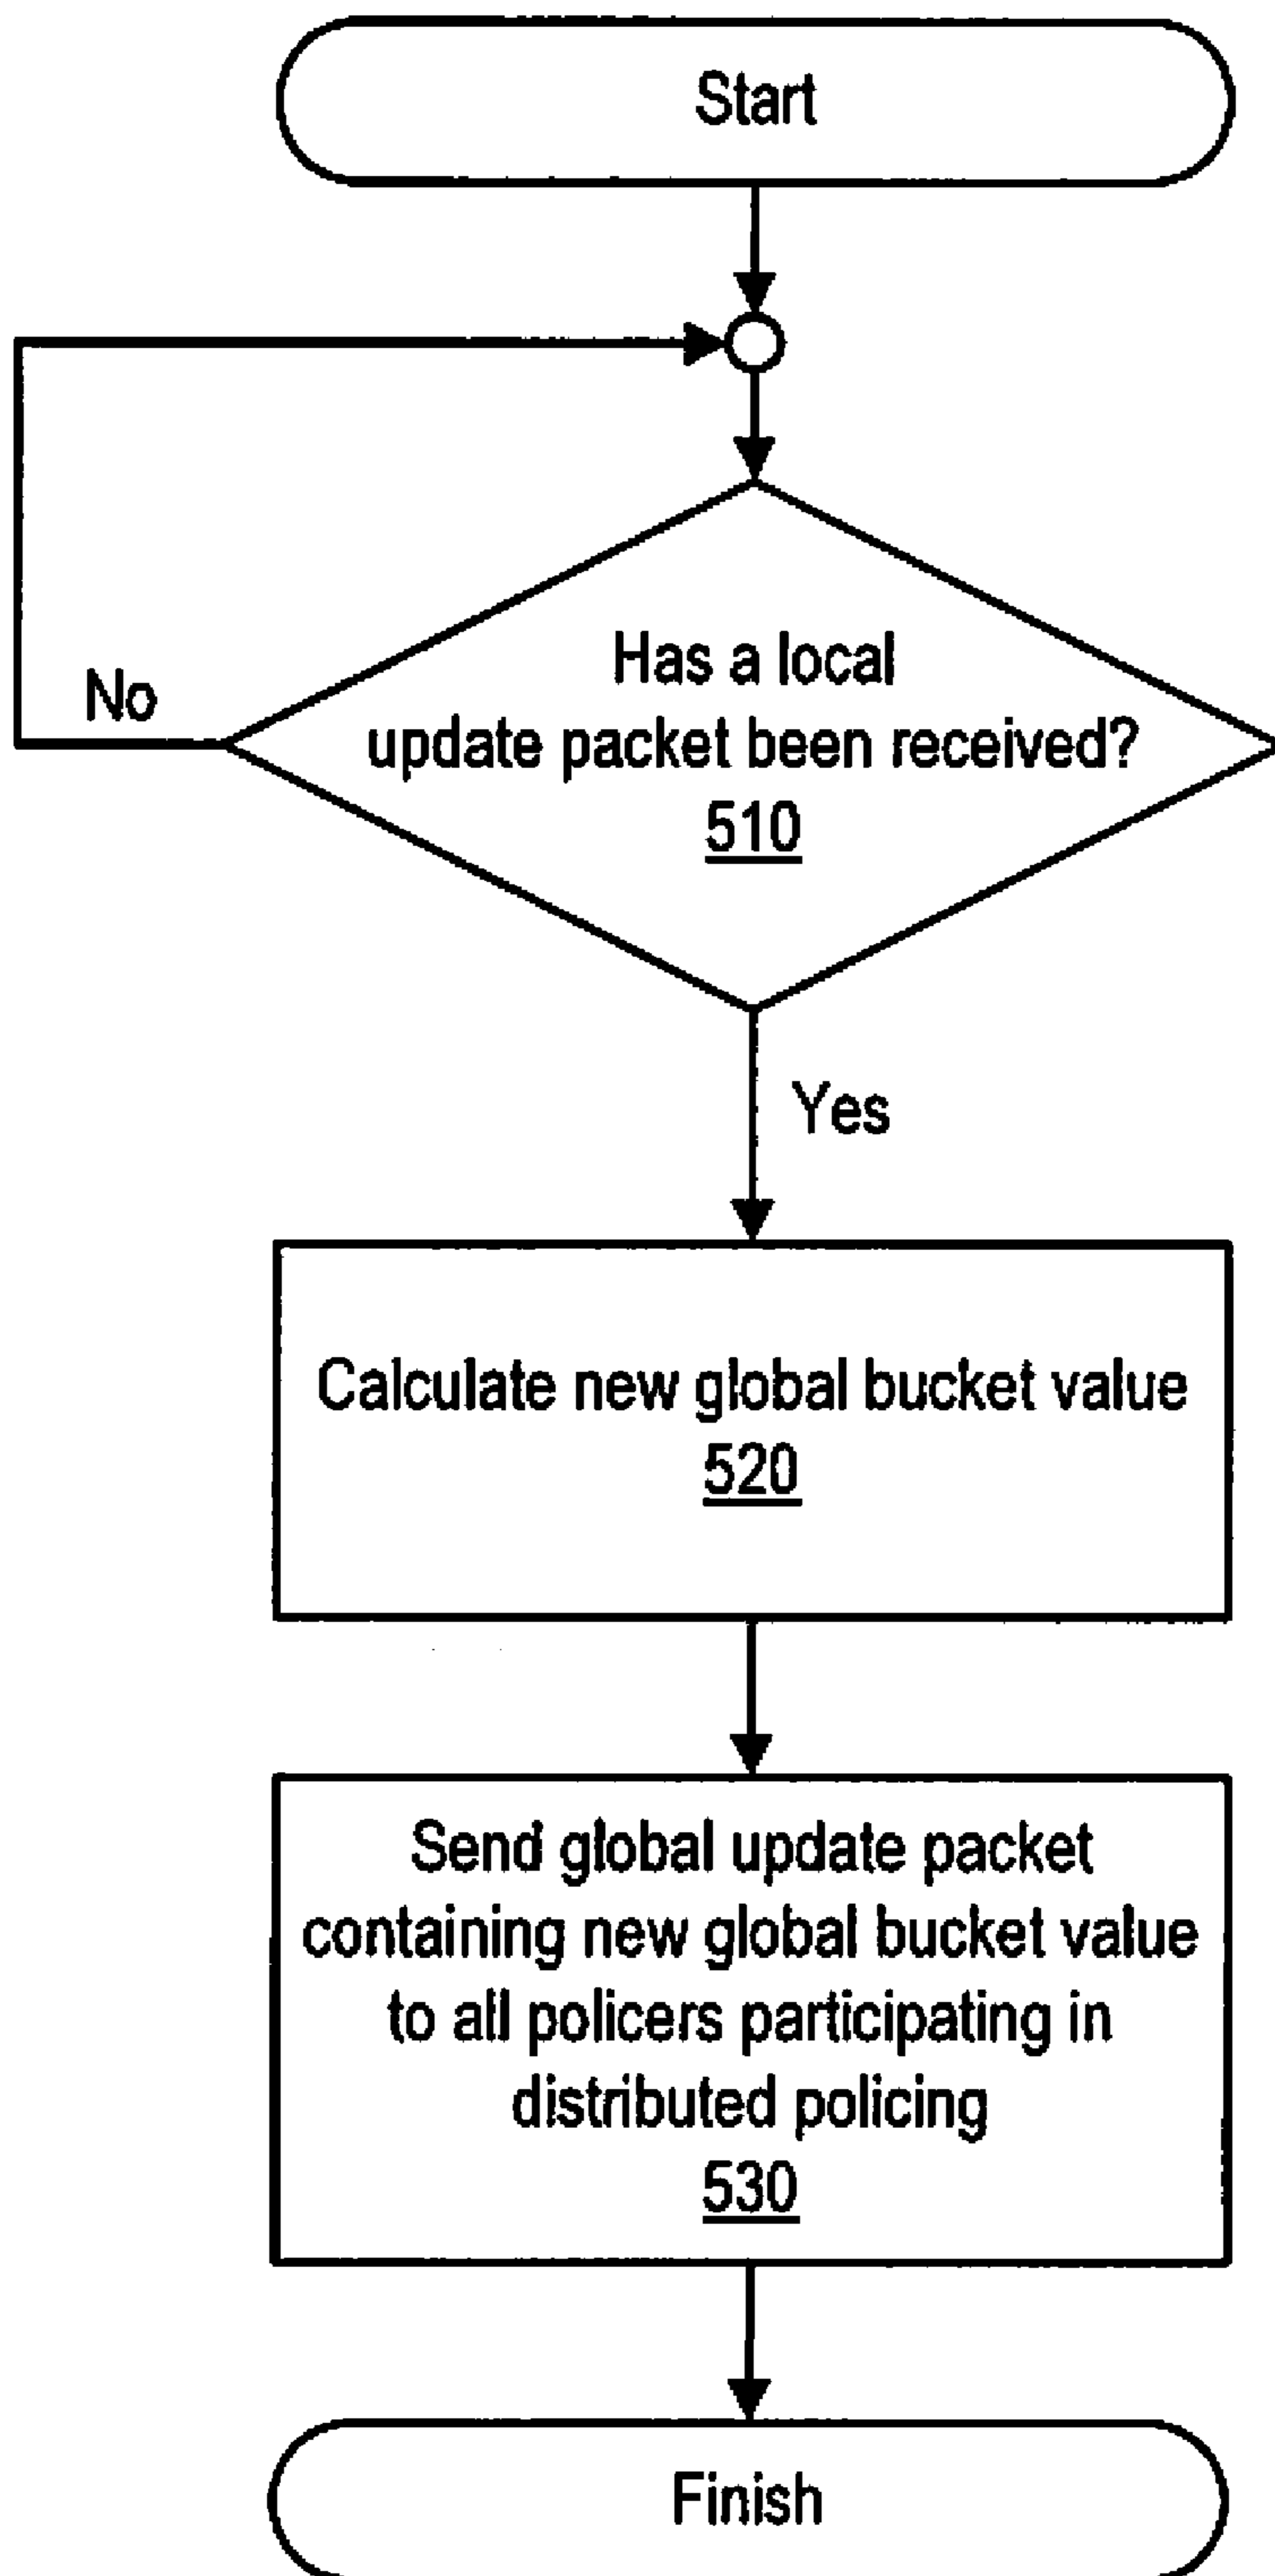 Start
Has a local
update packet been received?
510
No
Yes
Calculate new global bucket value
520
Send global update packet
containing new global bucket value
to all policers participating in
distributed policing
530
Finish